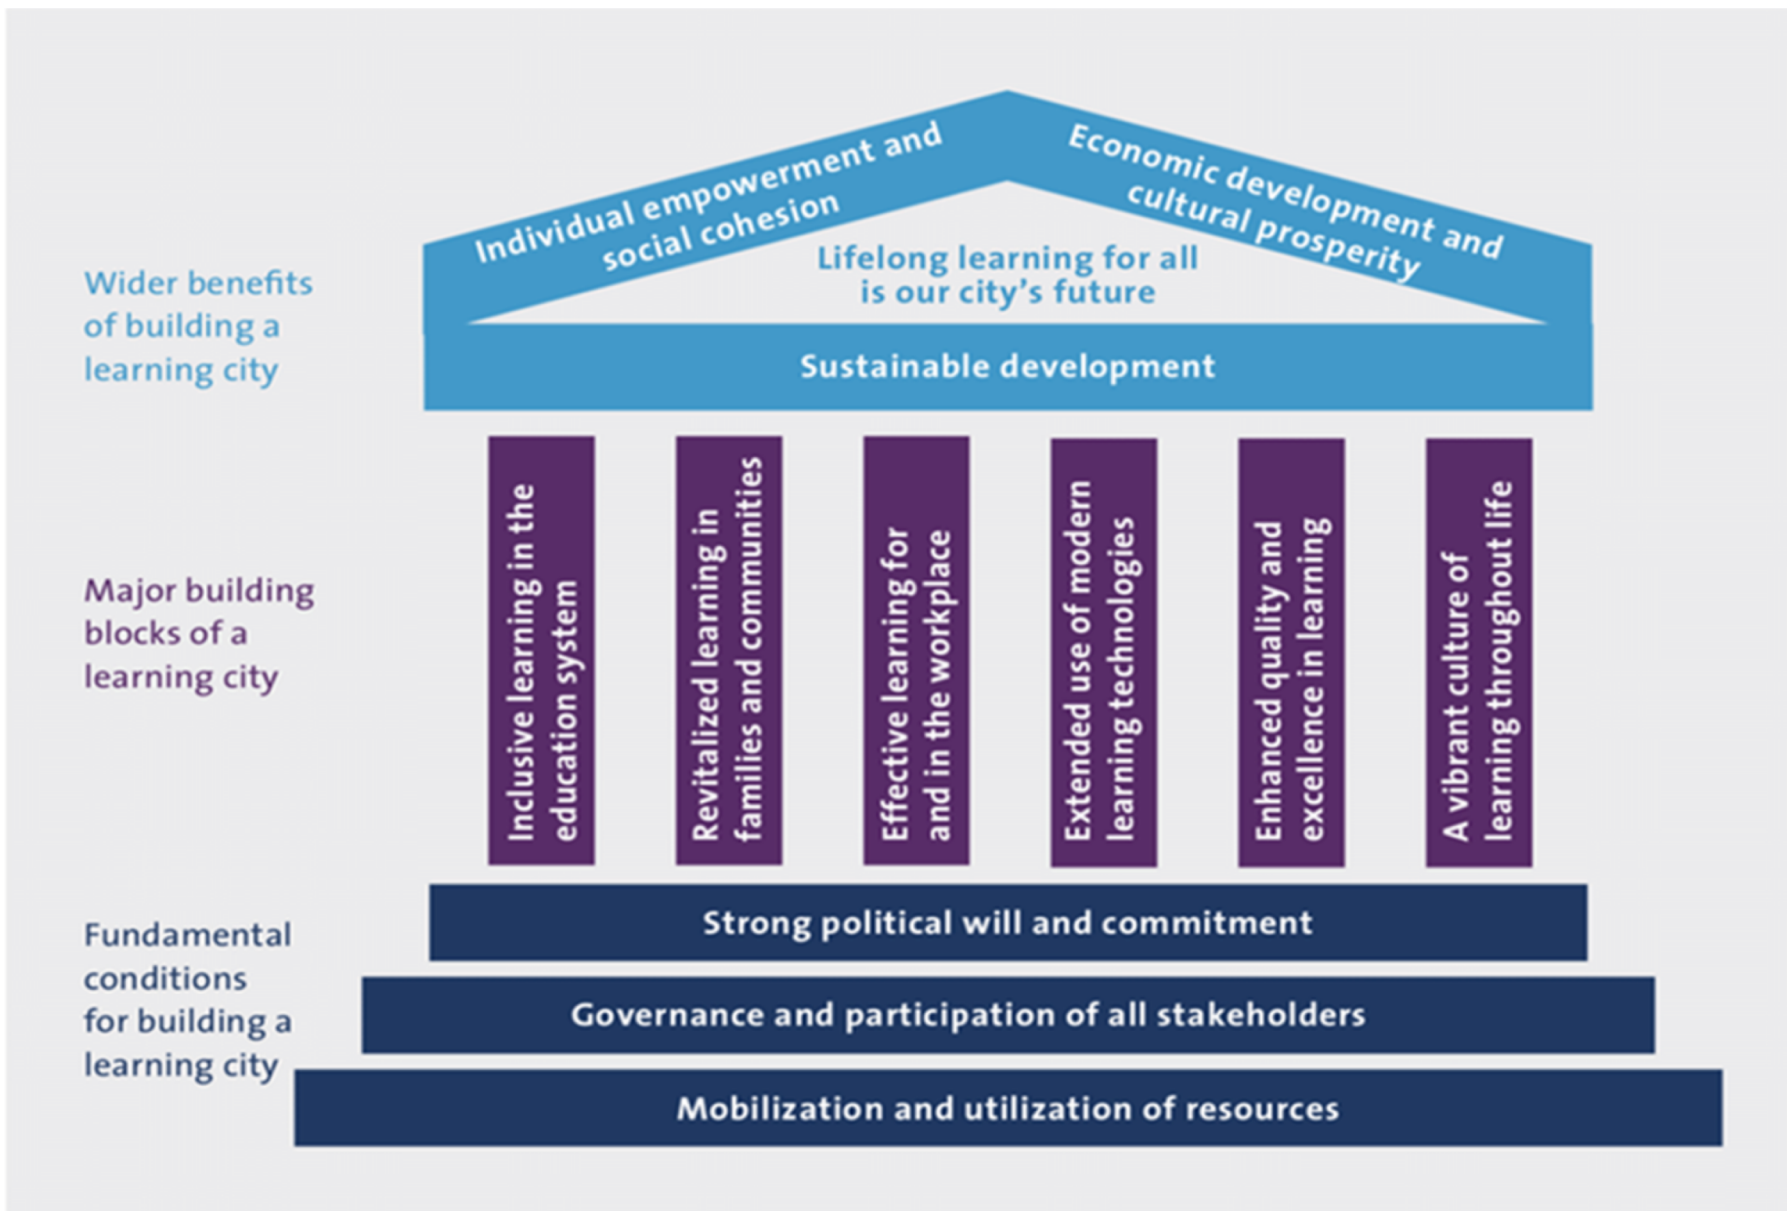 Individual empowerment and
social cohesion
Economic development and
cultural prosperity
Lifelong learning for all
is our city's future
Wider benefits
of building a
learning city
Sustainable development
Major building
blocks of a
learning city
Inclusive learning in the
education system
Revitalized learning in
families and communities
Effective learning for
and in the workplace
Extended use of modern
learning technologies
Enhanced quality and
excellence in learning
A vibrant culture of
learning throughout life
Fundamental
conditions
for building a
learning city
Strong political will and commitment
Governance and participation of all stakeholders
Mobilization and utilization of resources